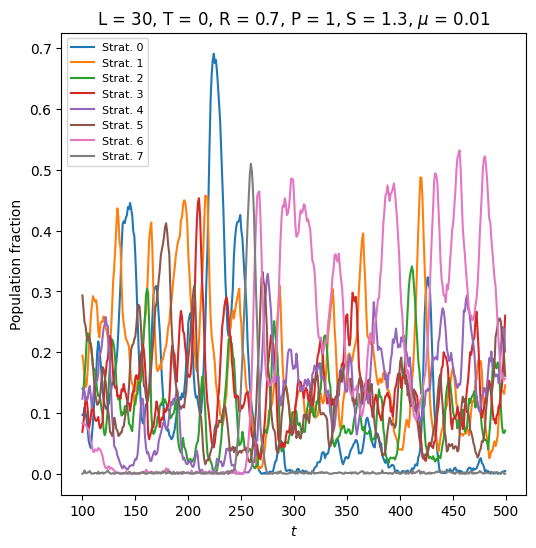 L = 30, T = 0, R = 0.7, P = 1, S = 1.3, μ = 0.01
Strat. 0
Strat. 1
Strat. 2
Strat. 3
Strat. 4
Strat. 5
Strat. 6
Strat. 7
Population fraction
0.7
0.6
0.5
0.4
0.3
0.2
0.1
0.0
100 150 200 250 300 350 400 450 500
t